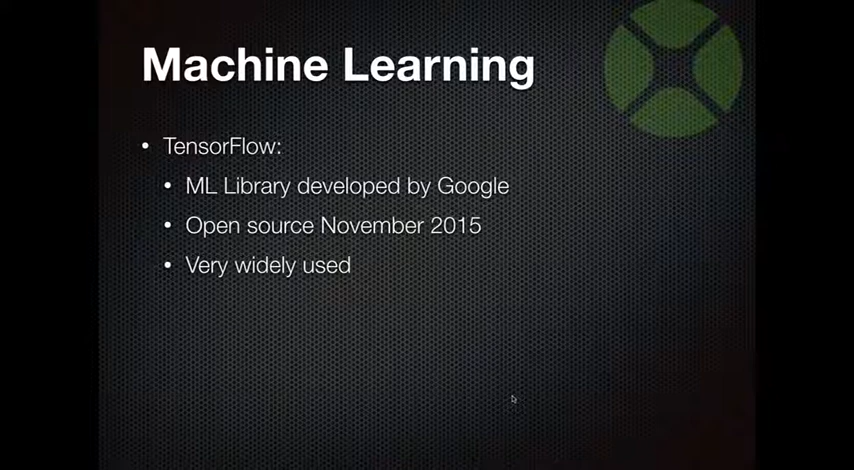 Machine Learning
• TensorFlow:
• ML Library developed by Google
• Open source November 2015
• Very widely used